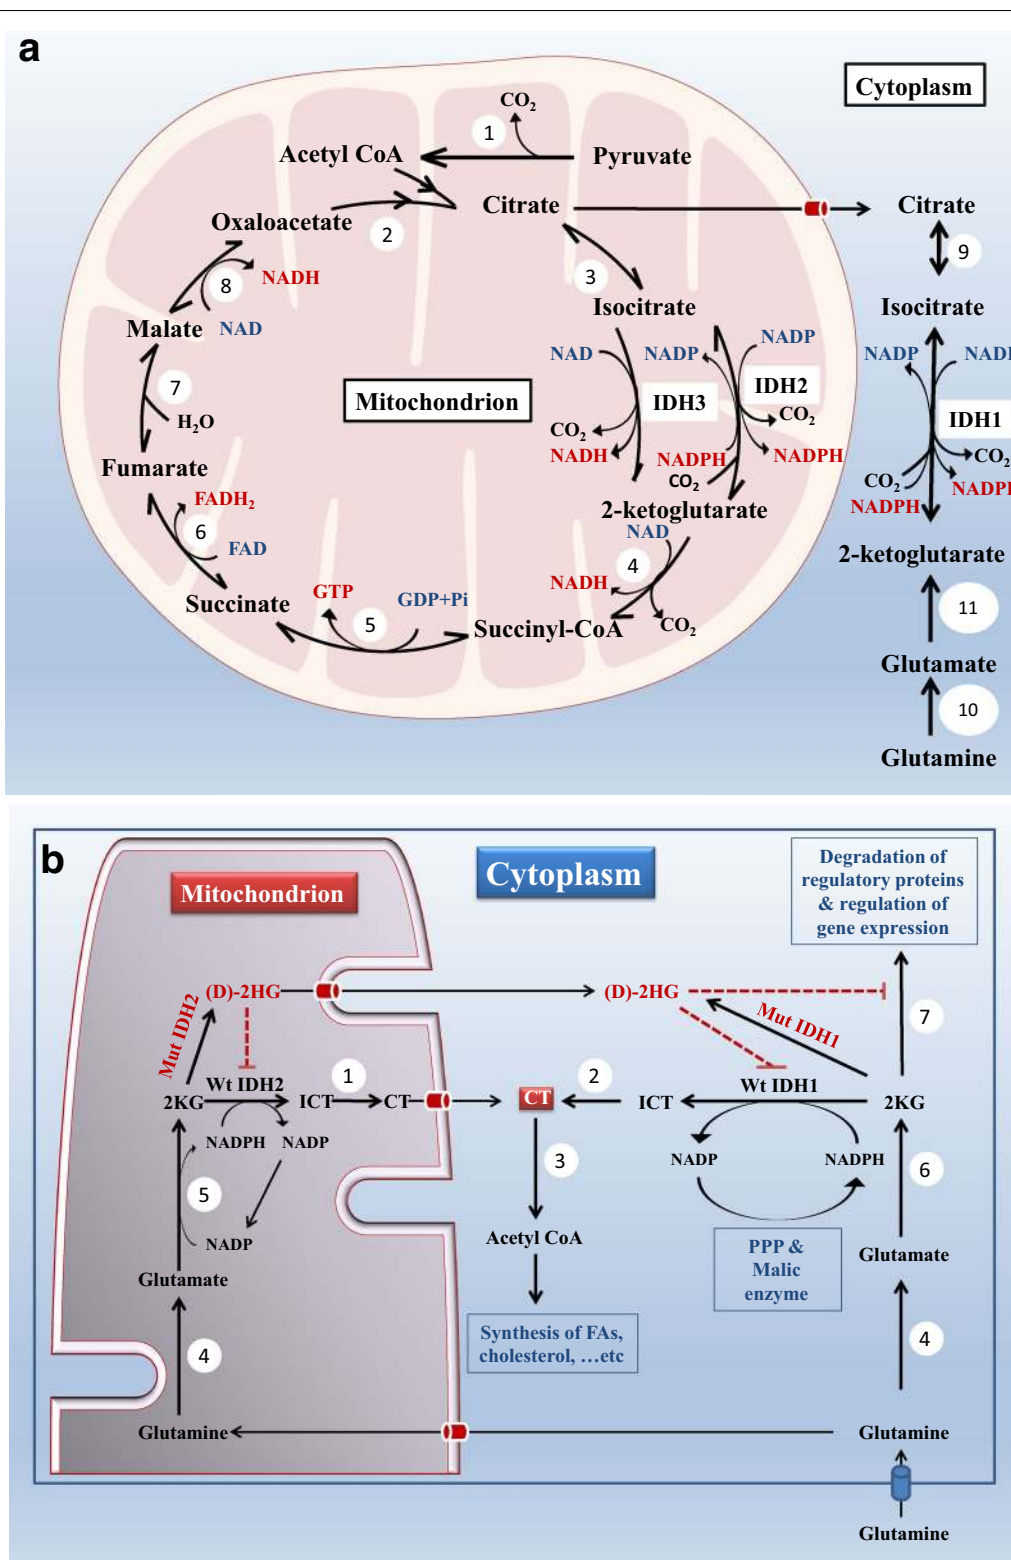 a
Cytoplasm
CO2
1
Acetyl CoA
Pyruvate
Citrate
Citrate
Oxaloacetate
2
9
3
8
NADH
Isocitrate
Isocitrate
Malate
NAD
NAD
NADP
NADP
NADP
NAD
7
IDH2
Mitochondrion
IDH3
H2O
CO2
IDH1
CO2
Fumarate
NADH
NADPH
NADPH
CO2
CO2
CO2
NADPH
NADPH
FADH2
2-ketoglutarate
6
NAD
FAD
4
2-ketoglutarate
NADH
GTP
GDP+Pi
Succinate
5
Succinyl-CoA
CO2
11
Glutamate
10
Glutamine
b
Mitochondrion
Cytoplasm
Degradation of
regulatory proteins
& regulation of
gene expression
(D)-2HG
(D)-2HG
Mut IDH2
Mut IDH1
7
1
2
Wt IDH2
Wt IDH1
2KG
ICT
CT
CT
ICT
2KG
NADPH
NADP
3
NADP
NADPH
6
5
NADP
Acetyl CoA
PPP &
Malic
enzyme
Glutamate
Glutamate
Synthesis of FAs,
cholesterol, …etc
4
4
Glutamine
Glutamine
Glutamine